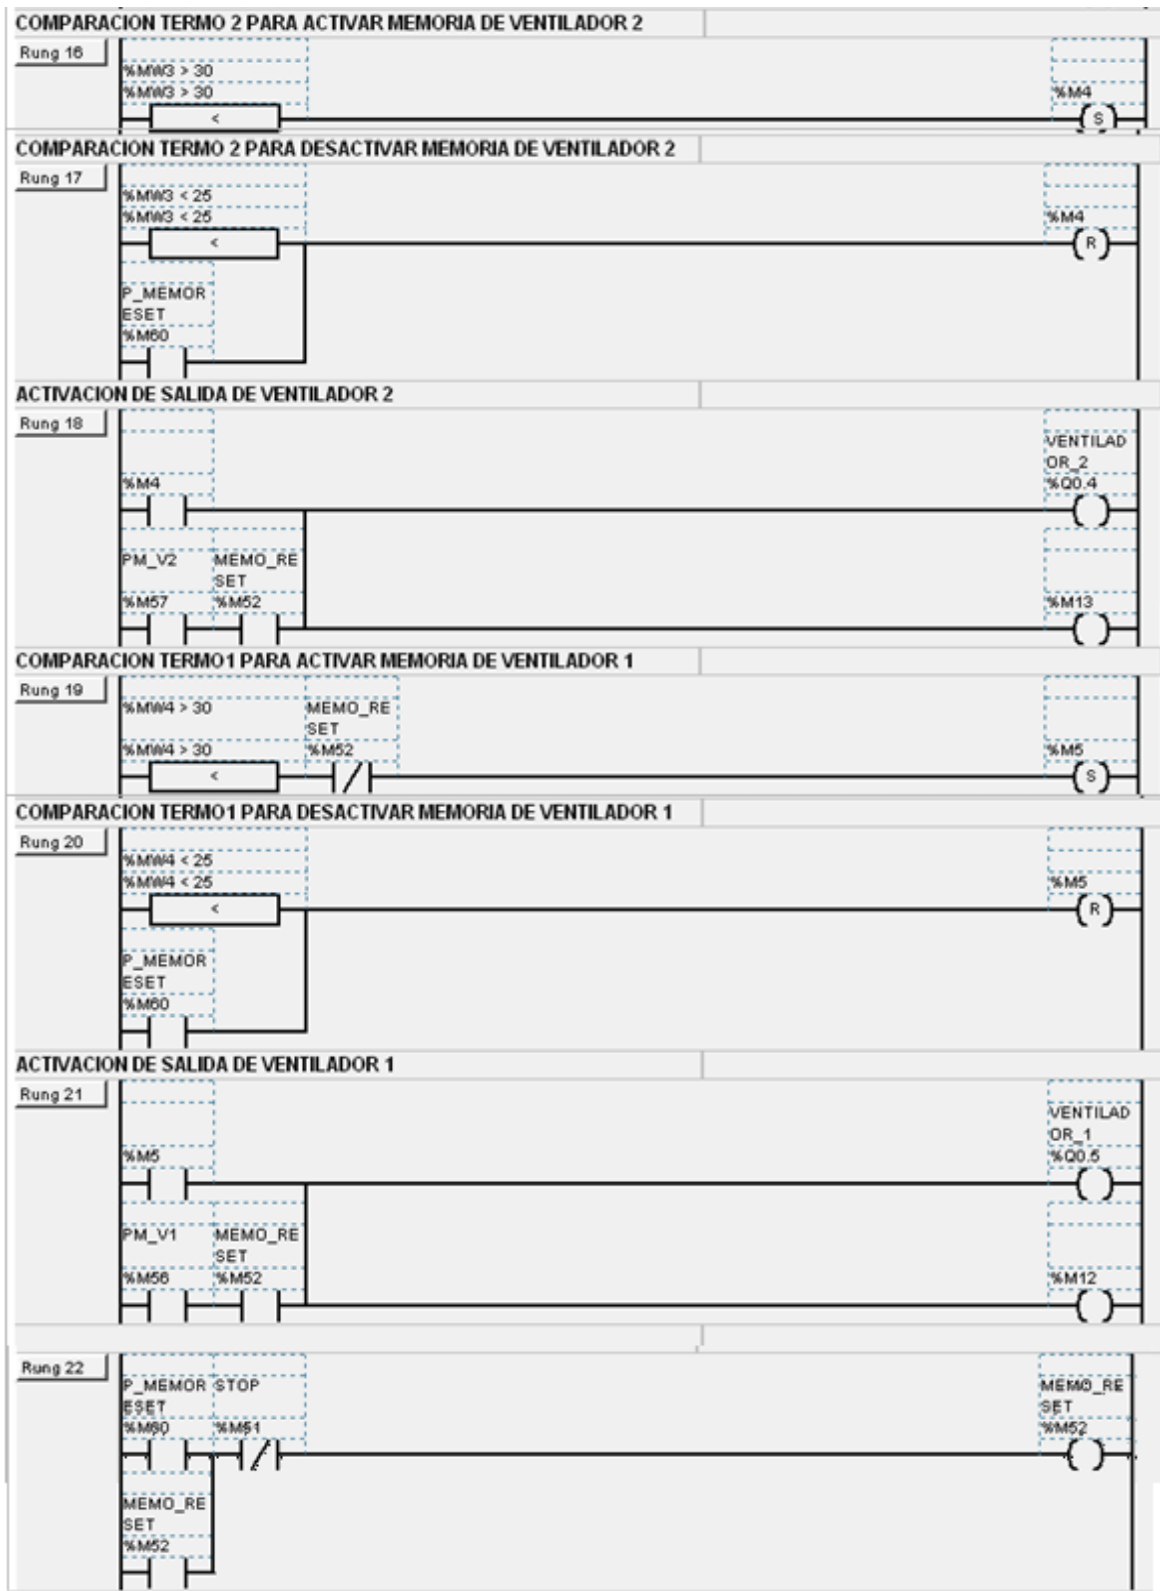 COMPARACION TERMO 2 PARA ACTIVAR MEMORIA DE VENTILADOR 2
Rung 16
%MW3 > 30
%MW3 > 30
%M4
<
S
COMPARACION TERMO 2 PARA DESACTIVAR MEMORIA DE VENTILADOR 2
Rung 17
%MW3 < 25
%MW3 < 25
%M4
<
R
P_MEMOR
ESET
%M60
ACTIVACION DE SALIDA DE VENTILADOR 2
Rung 18
VENTILAD
OR_2
%M4
%Q0.4
PM_V2
MEMO_RE
SET
%M57
%M52
%M13
COMPARACION TERMO1 PARA ACTIVAR MEMORIA DE VENTILADOR 1
Rung 19
%MW4 > 30
MEMO_RE
SET
%MW4 > 30
%M52
%M5
<
S
COMPARACION TERMO1 PARA DESACTIVAR MEMORIA DE VENTILADOR 1
Rung 20
%MW4 < 25
%MW4 < 25
%M5
<
R
P_MEMOR
ESET
%M60
ACTIVACION DE SALIDA DE VENTILADOR 1
Rung 21
VENTILAD
OR_1
%M5
%Q0.5
PM_V1
MEMO_RE
SET
%M56
%M52
%M12
Rung 22
P_MEMOR
ESET
STOP
MEMO_RE
SET
%M60
%M51
%M52
MEMO_RE
SET
%M52